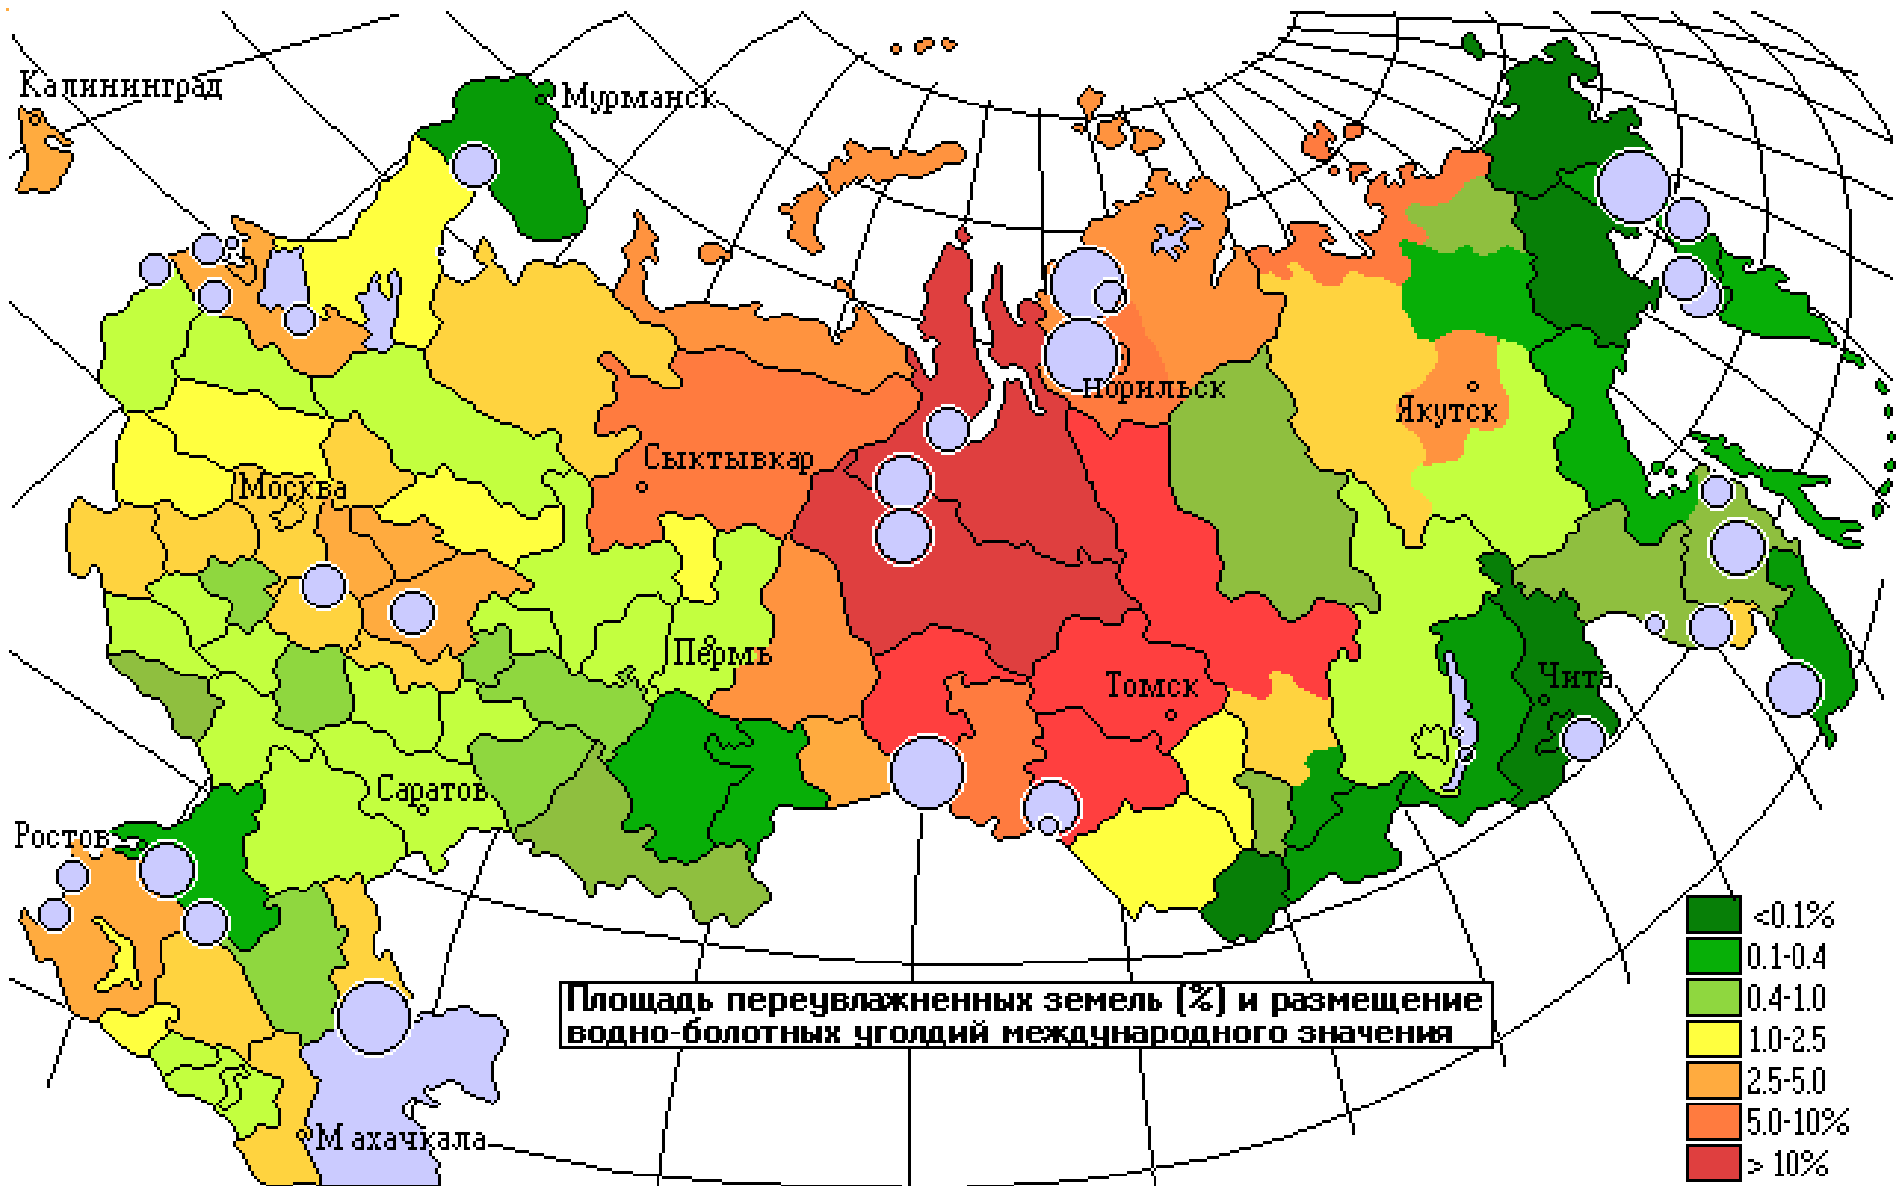 Калининград
Мурманск
Норильск
Якутск
Сыктывкар
Москва
Пермь
Томск
Чита
Саратов
Ростов
Махачкала
Площадь переувлажненных земель (%) и размещение
водно-болотных уголдий международного значения
<0.1%
0.1-0.4
0.4-1.0
1.0-2.5
2.5-5.0
5.0-10%
> 10%